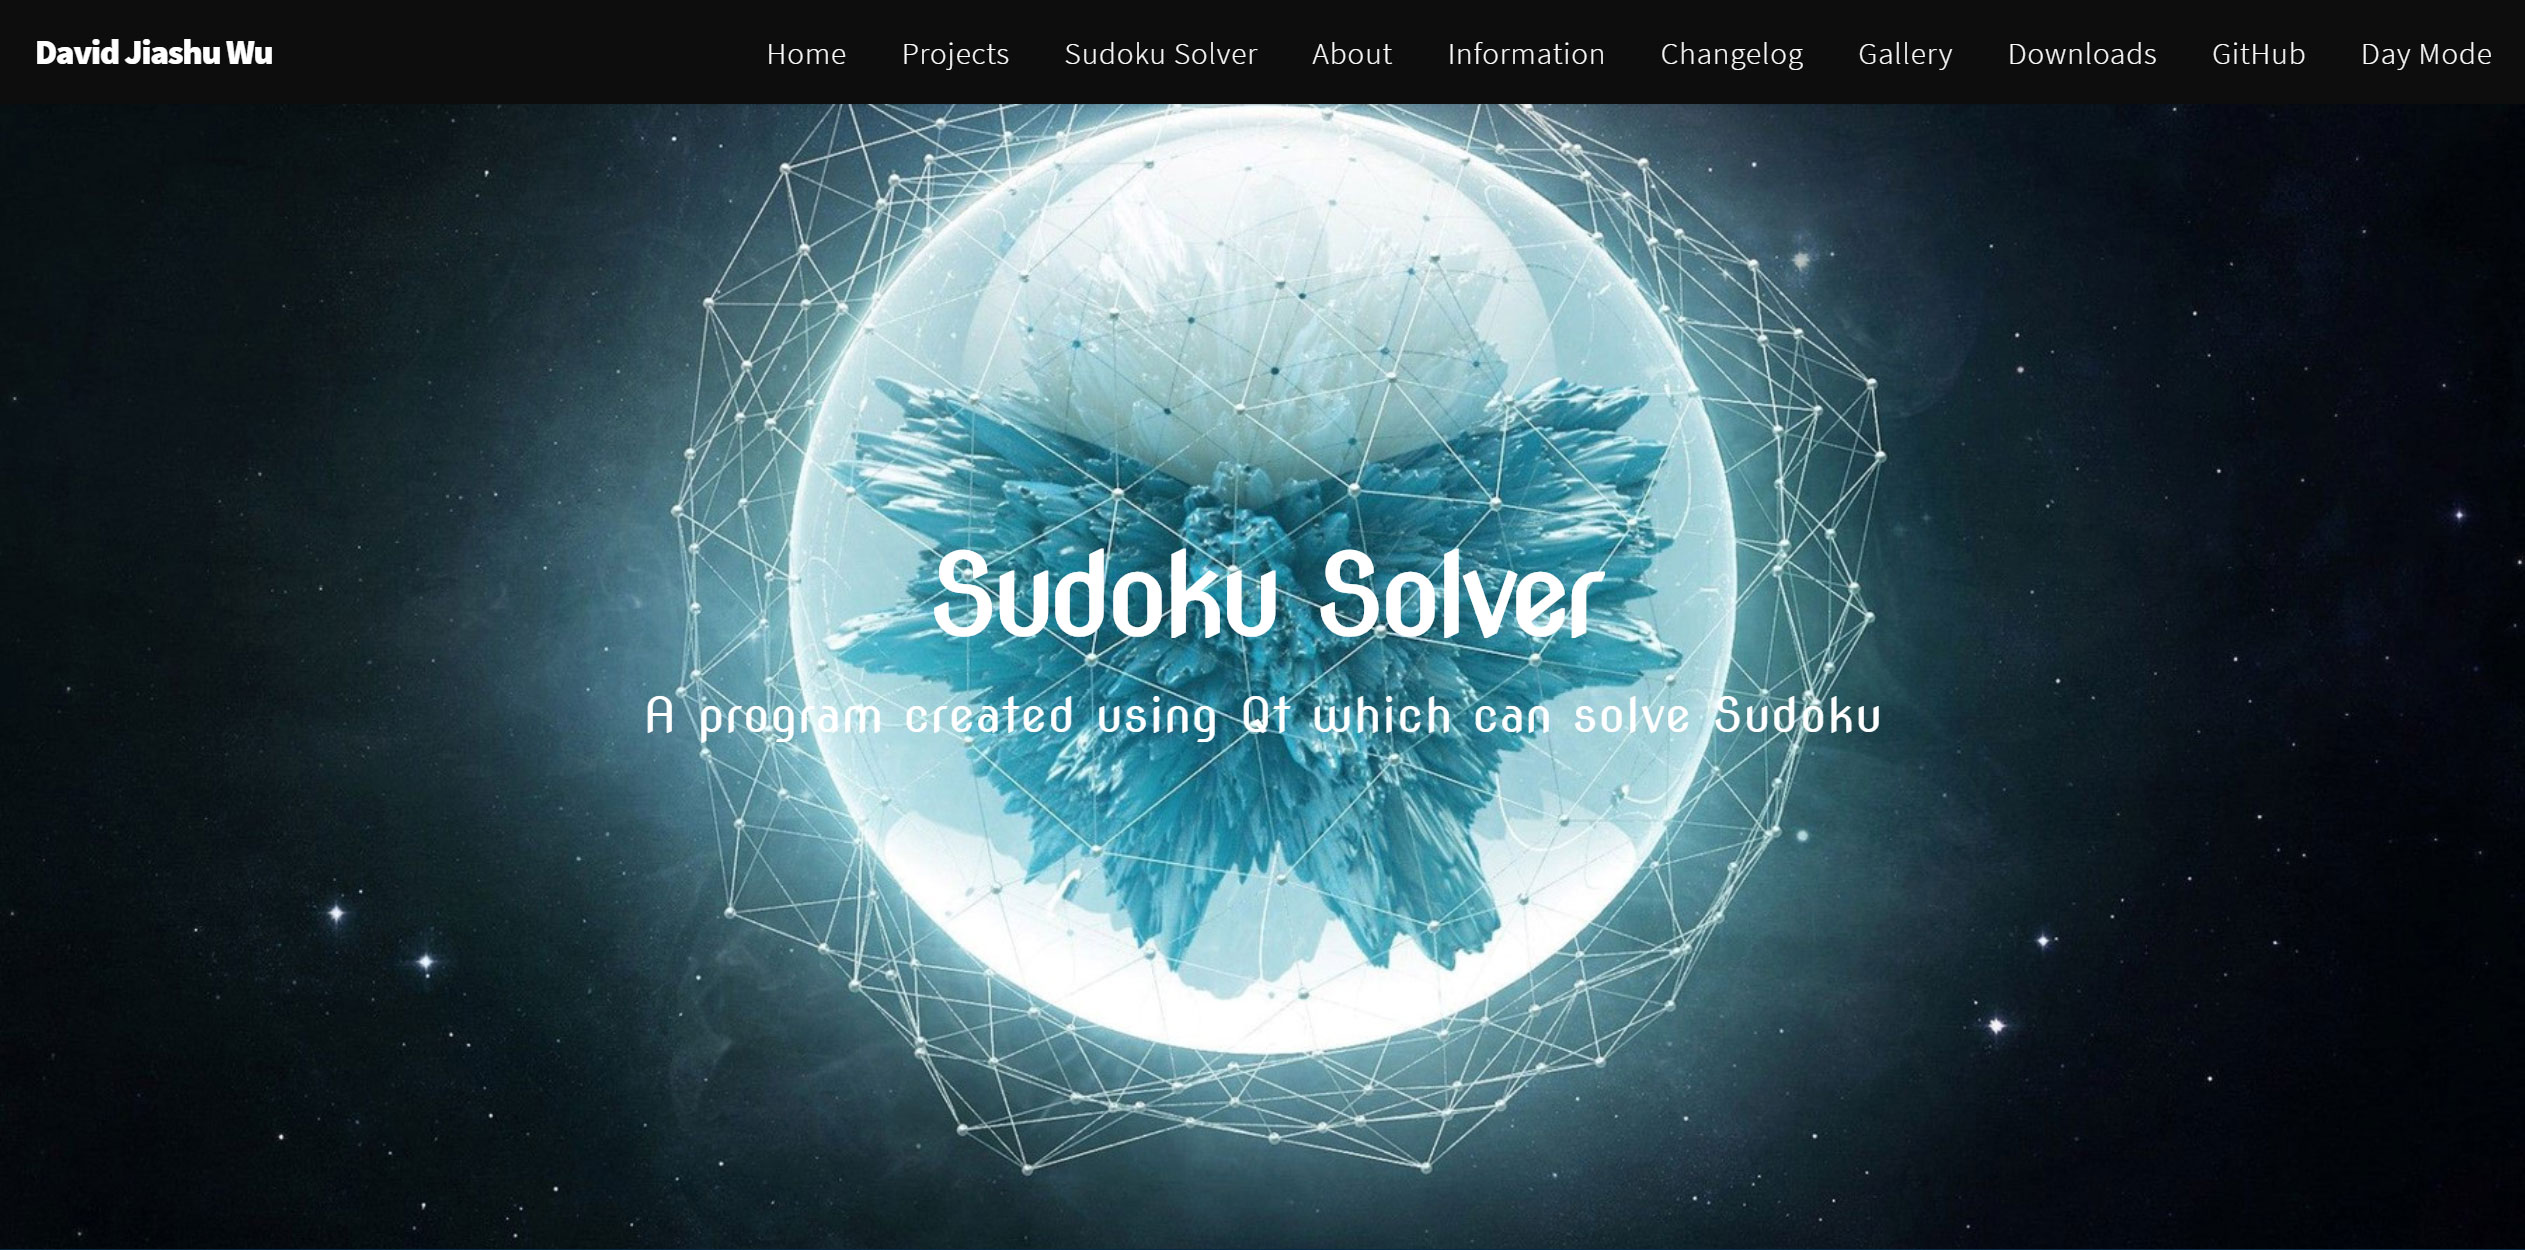 David Jiashu Wu
Home Projects Sudoku Solver About Information Changelog Gallery Downloads GitHub Day Mode
Sudoku Solver
A program created using Qt which can solve Sudoku